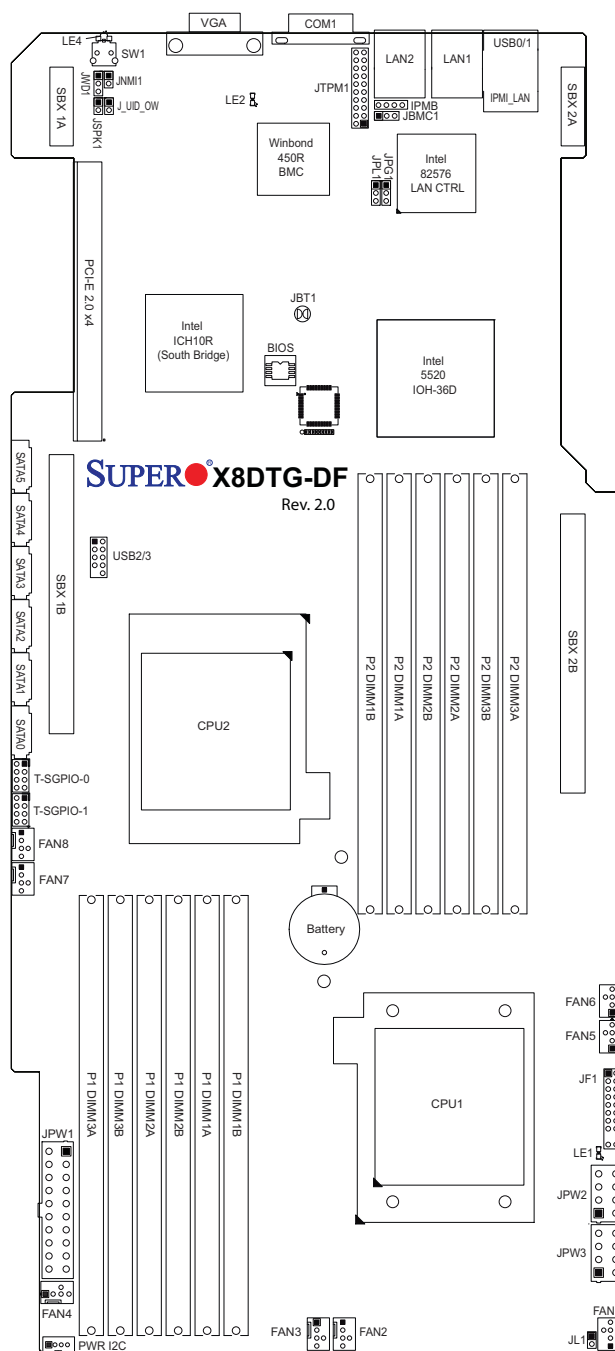 VGA
COM1
LE4
SW1
JWD1
JNMI1
JSPK1
J_UID_OW
SBX 1A
LE2
JTPM1
LAN2
LAN1
USB0/1
IPMI_LAN
IPMB
JBMC1
SBX 2A
Winbond
450R
BMC
JPL1
JPG1
Intel
82576
LAN CTRL
PCI-E 2.0 x4
Intel
ICH10R
(South Bridge)
JBT1
BIOS
Intel
5520
IOH-36D
SUPER® X8DTG-DF
Rev. 2.0
SATA5
SATA4
SATA3
SATA2
SATA1
SATA0
SBX 1B
USB2/3
CPU2
P2 DIMM1B
P2 DIMM1A
P2 DIMM2B
P2 DIMM2A
P2 DIMM3B
P2 DIMM3A
SBX 2B
T-SGPIO-0
T-SGPIO-1
FAN8
FAN7
Battery
P1 DIMM3A
P1 DIMM3B
P1 DIMM2A
P1 DIMM2B
P1 DIMM1A
P1 DIMM1B
CPU1
FAN6
FAN5
JF1
LE1
JPW1
JPW2
JPW3
FAN4
PWR I2C
FAN3
FAN2
FAN
JL1